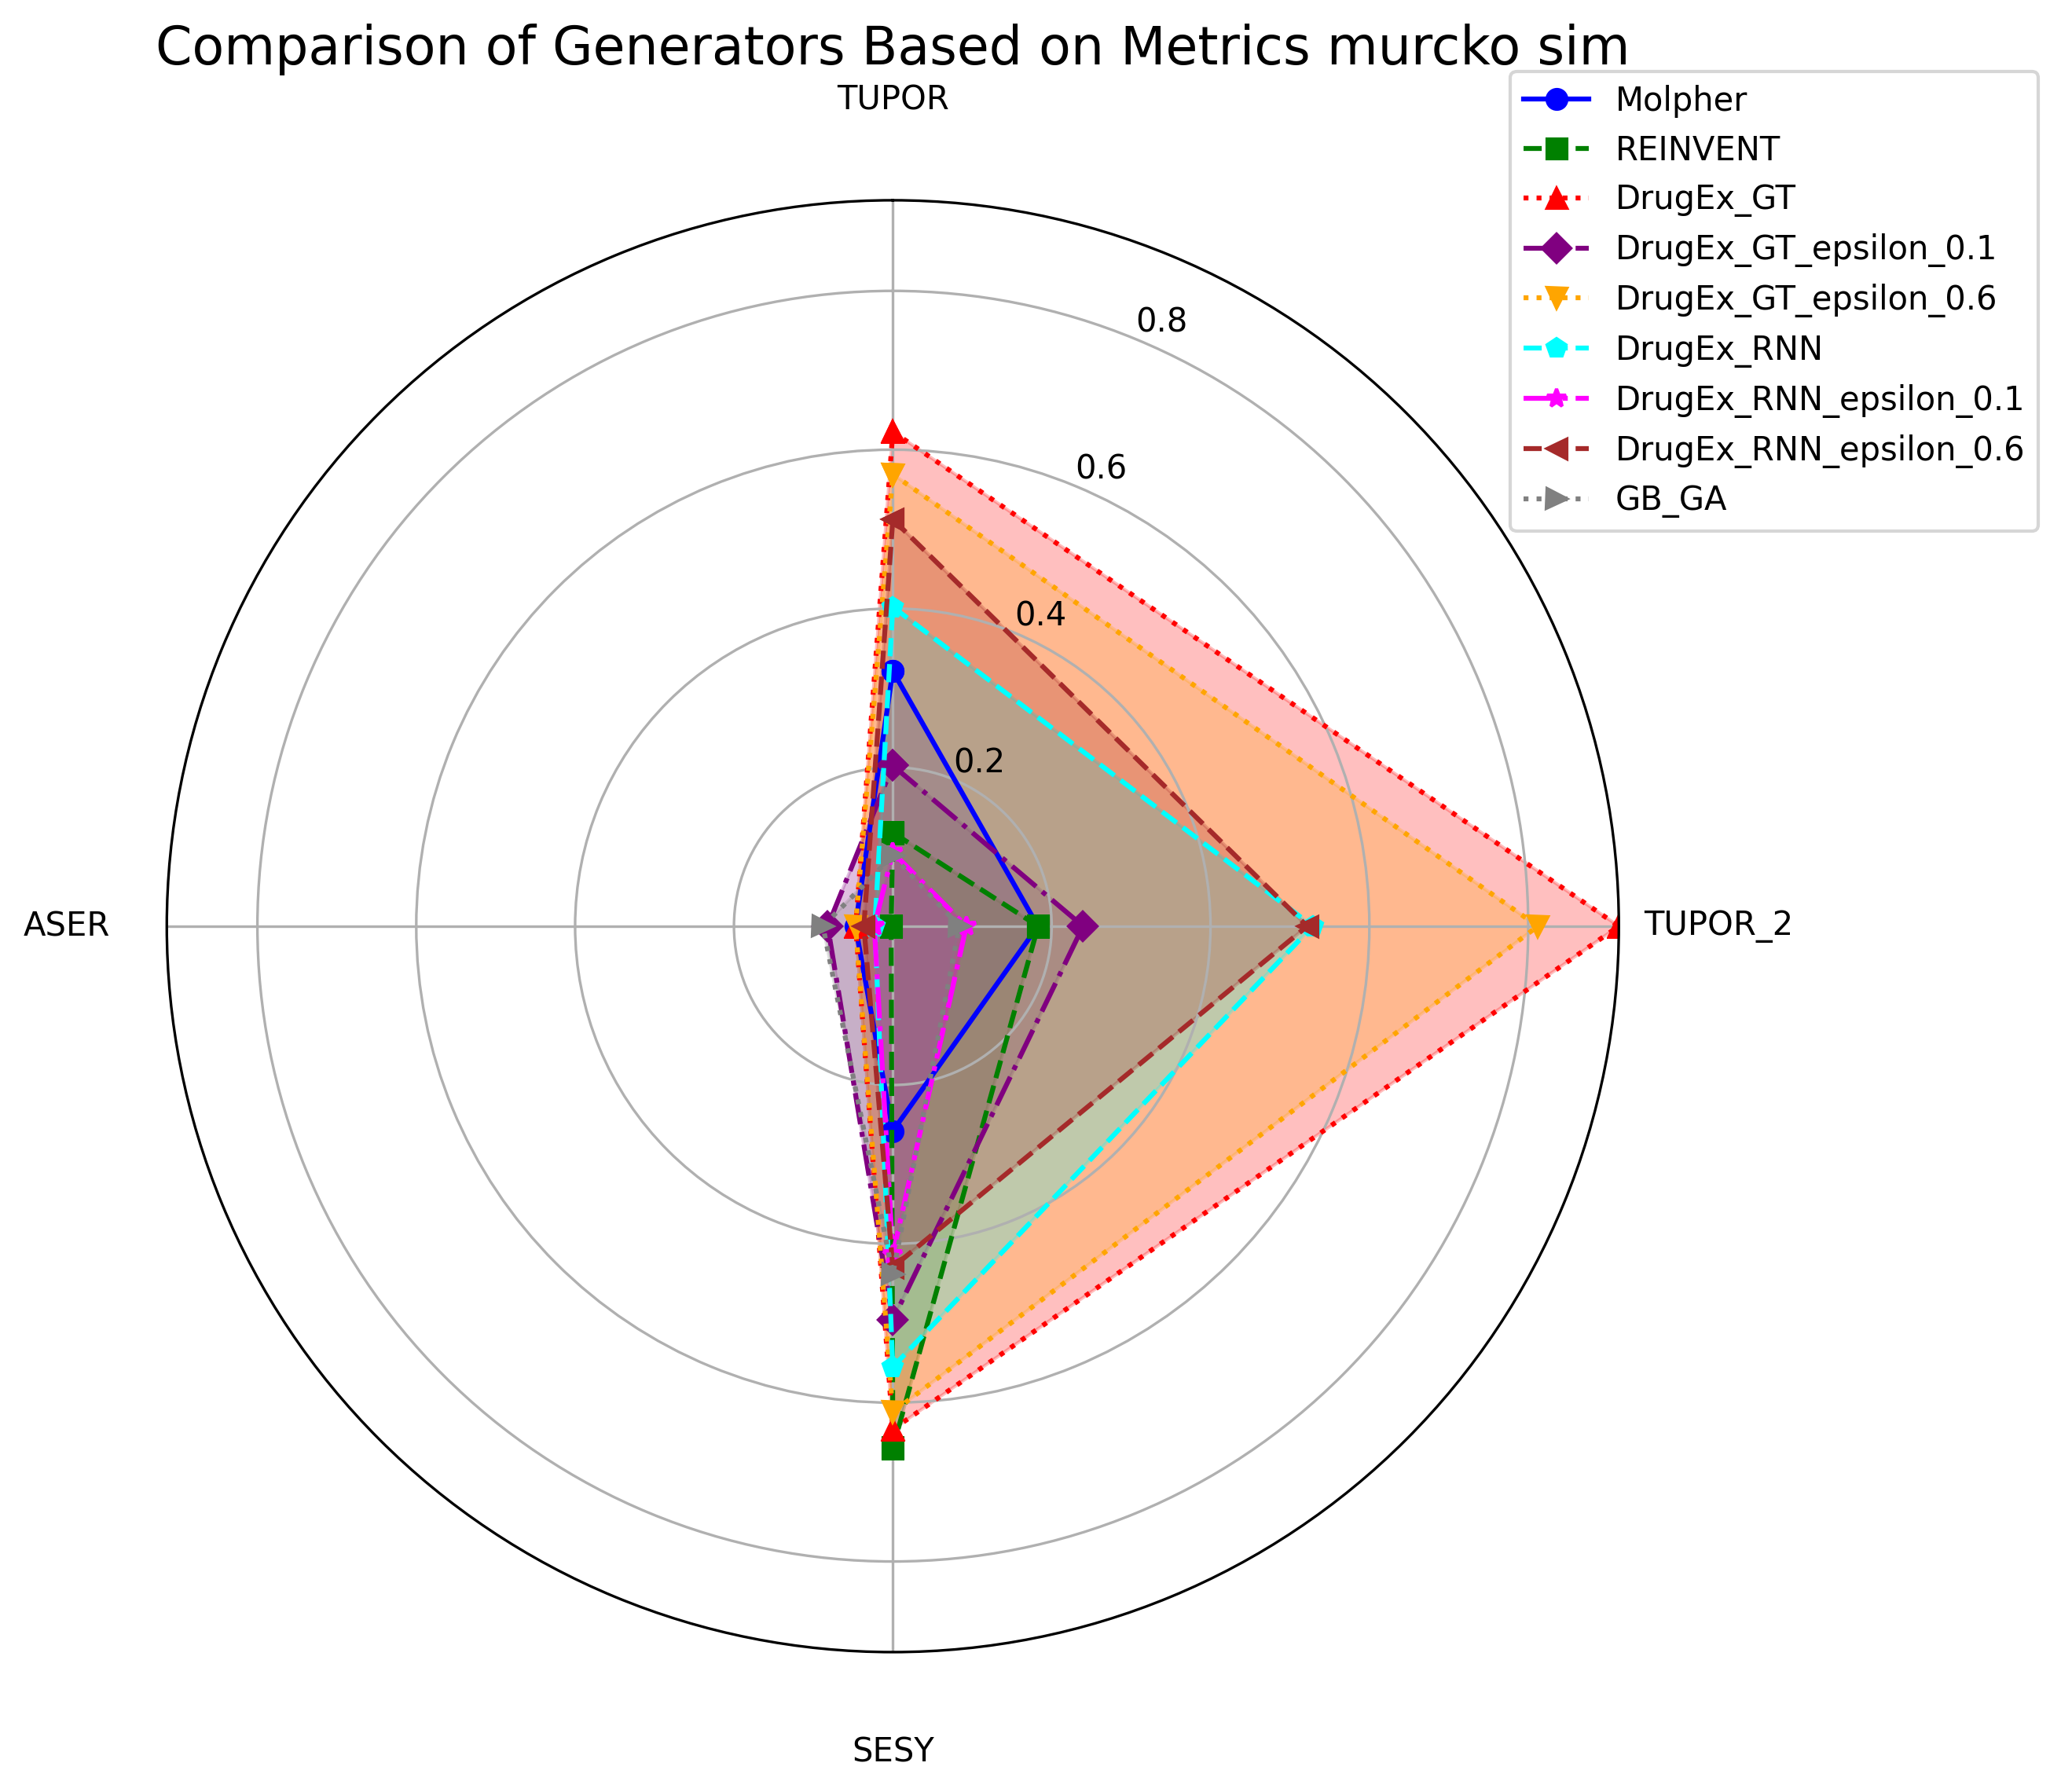 Comparison of Generators Based on Metrics murcko sim
TUPOR
Molpher
REINVENT
DrugEx_GT
DrugEx_GT_epsilon_0.1
DrugEx_GT_epsilon_0.6
DrugEx_RNN
DrugEx_RNN_epsilon_0.1
DrugEx_RNN_epsilon_0.6
GB_GA
0.8
0.6
0.4
0.2
ASER
TUPOR_2
SESY